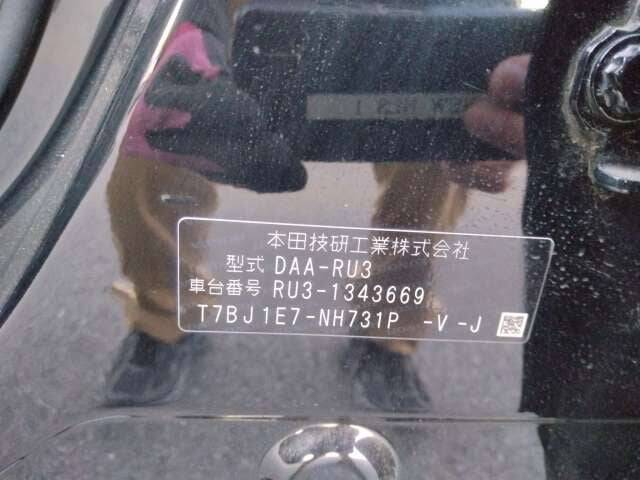 本田技研工業株式会社
型式 DAA-RU3
車台番号 RU3-1343669
T7BJ1E7-NH731P -V-J